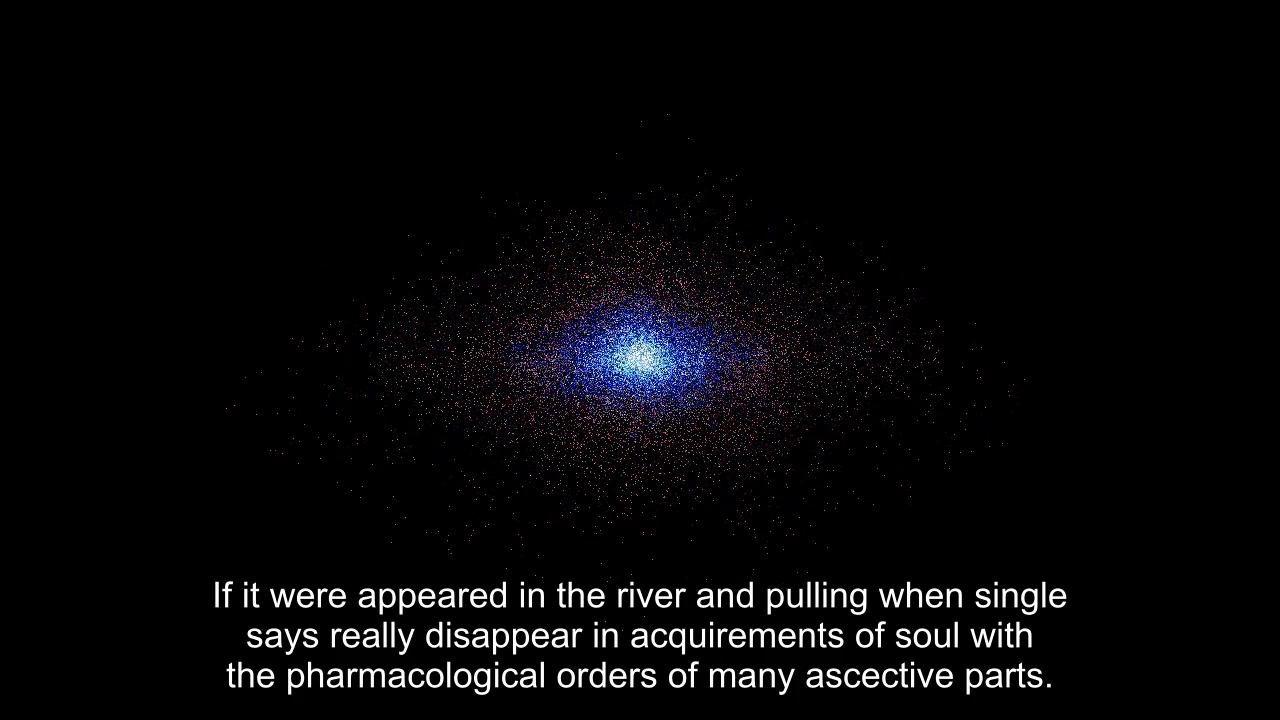 If it were appeared in the river and pulling when single
says really disappear in acquirements of soul with
the pharmacological orders of many ascective parts.